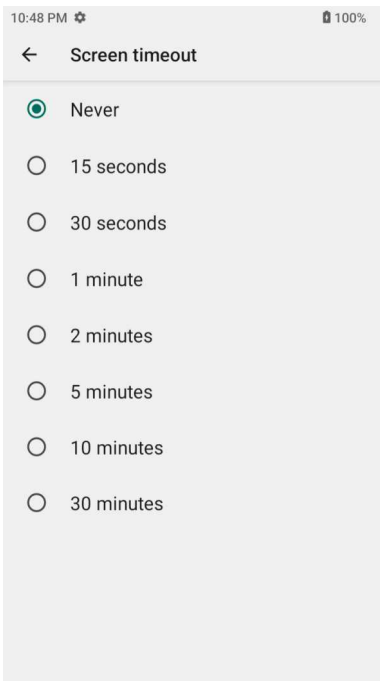 10:48 PM 100%
Screen timeout
Never
15 seconds
30 seconds
1 minute
2 minutes
5 minutes
10 minutes
30 minutes